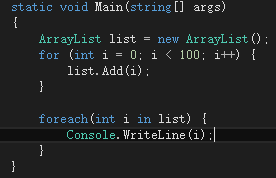 static void Main(string[] args)
{
ArrayList list = new ArrayList();
for (int i = 0; i < 100; i++) {
list.Add(i);
}
foreach(int i in list) {
Console.WriteLine(i);
}
}